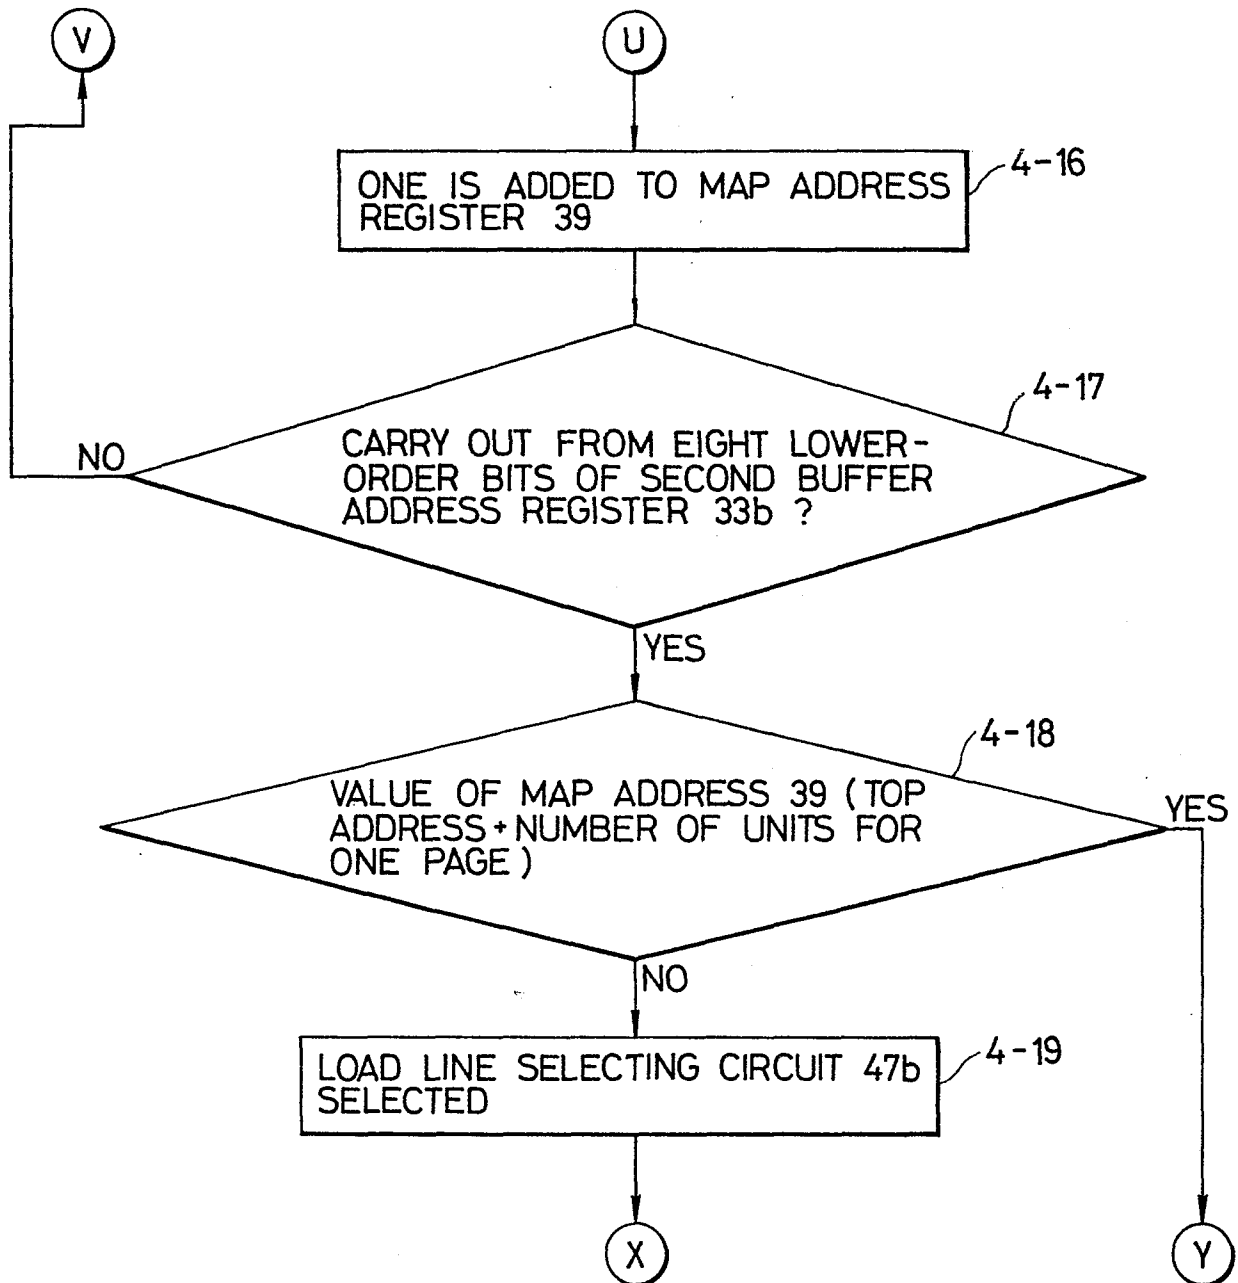 V
U
4-16
ONE IS ADDED TO MAP ADDRESS
REGISTER 39
4-17
NO
CARRY OUT FROM EIGHT LOWER-
ORDER BITS OF SECOND BUFFER
ADDRESS REGISTER 33b ?
YES
4-18
VALUE OF MAP ADDRESS 39 (TOP
ADDRESS+NUMBER OF UNITS FOR
ONE PAGE)
YES
NO
4-19
LOAD LINE SELECTING CIRCUIT 47b
SELECTED
X
Y